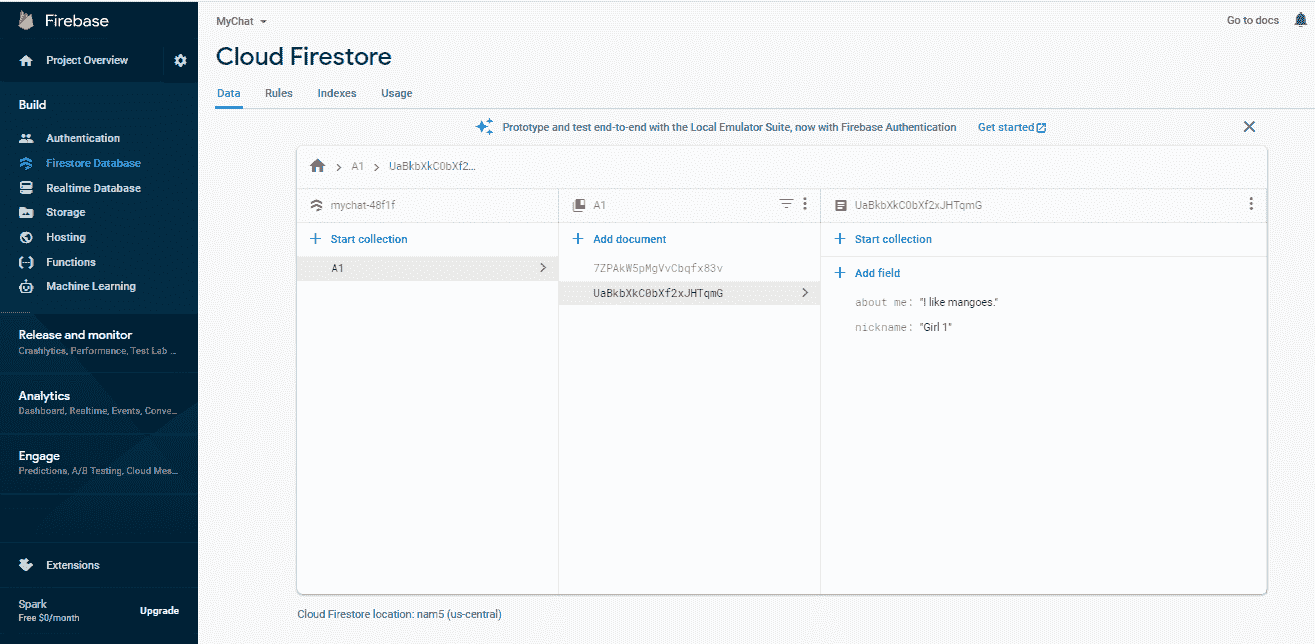 Firebase
Project Overview
Build
Authentication
Firestore Database
Realtime Database
Storage
Hosting
Functions
Machine Learning
Release and monitor
Crashlytics, Performance, Test Lab ...
Analytics
Dashboard, Realtime, Events, Conve...
Engage
Predictions, A/B Testing, Cloud Mes...
Extensions
Spark
Free $0/month
Upgrade
MyChat
Go to docs
Cloud Firestore
Data Rules Indexes Usage
Prototype and test end-to-end with the Local Emulator Suite, now with Firebase Authentication Get started
A1 > UaBkbXkC0bXf2...
mychat-48f1f
Start collection
A1
A1
Add document
7ZPAkW5pMgVvCbqfx83v
UaBkbXkC0bXf2xJHTqmG
UaBkbXkC0bXf2xJHTqmG
Start collection
Add field
about me: "I like mangoes."
nickname: "Girl 1"
Cloud Firestore location: nam5 (us-central)